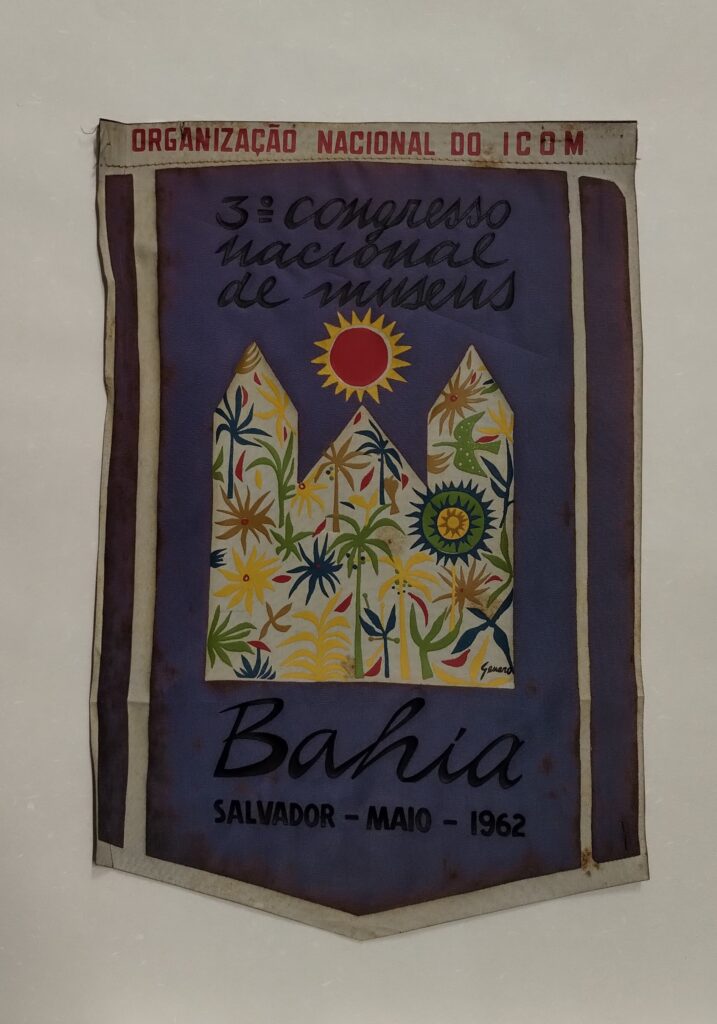 ORGANIZAÇÃO NACIONAL DO ICOM
3º congresso
nacional
de museus
Genaro
Bahia
SALVADOR - MAIO - 1962